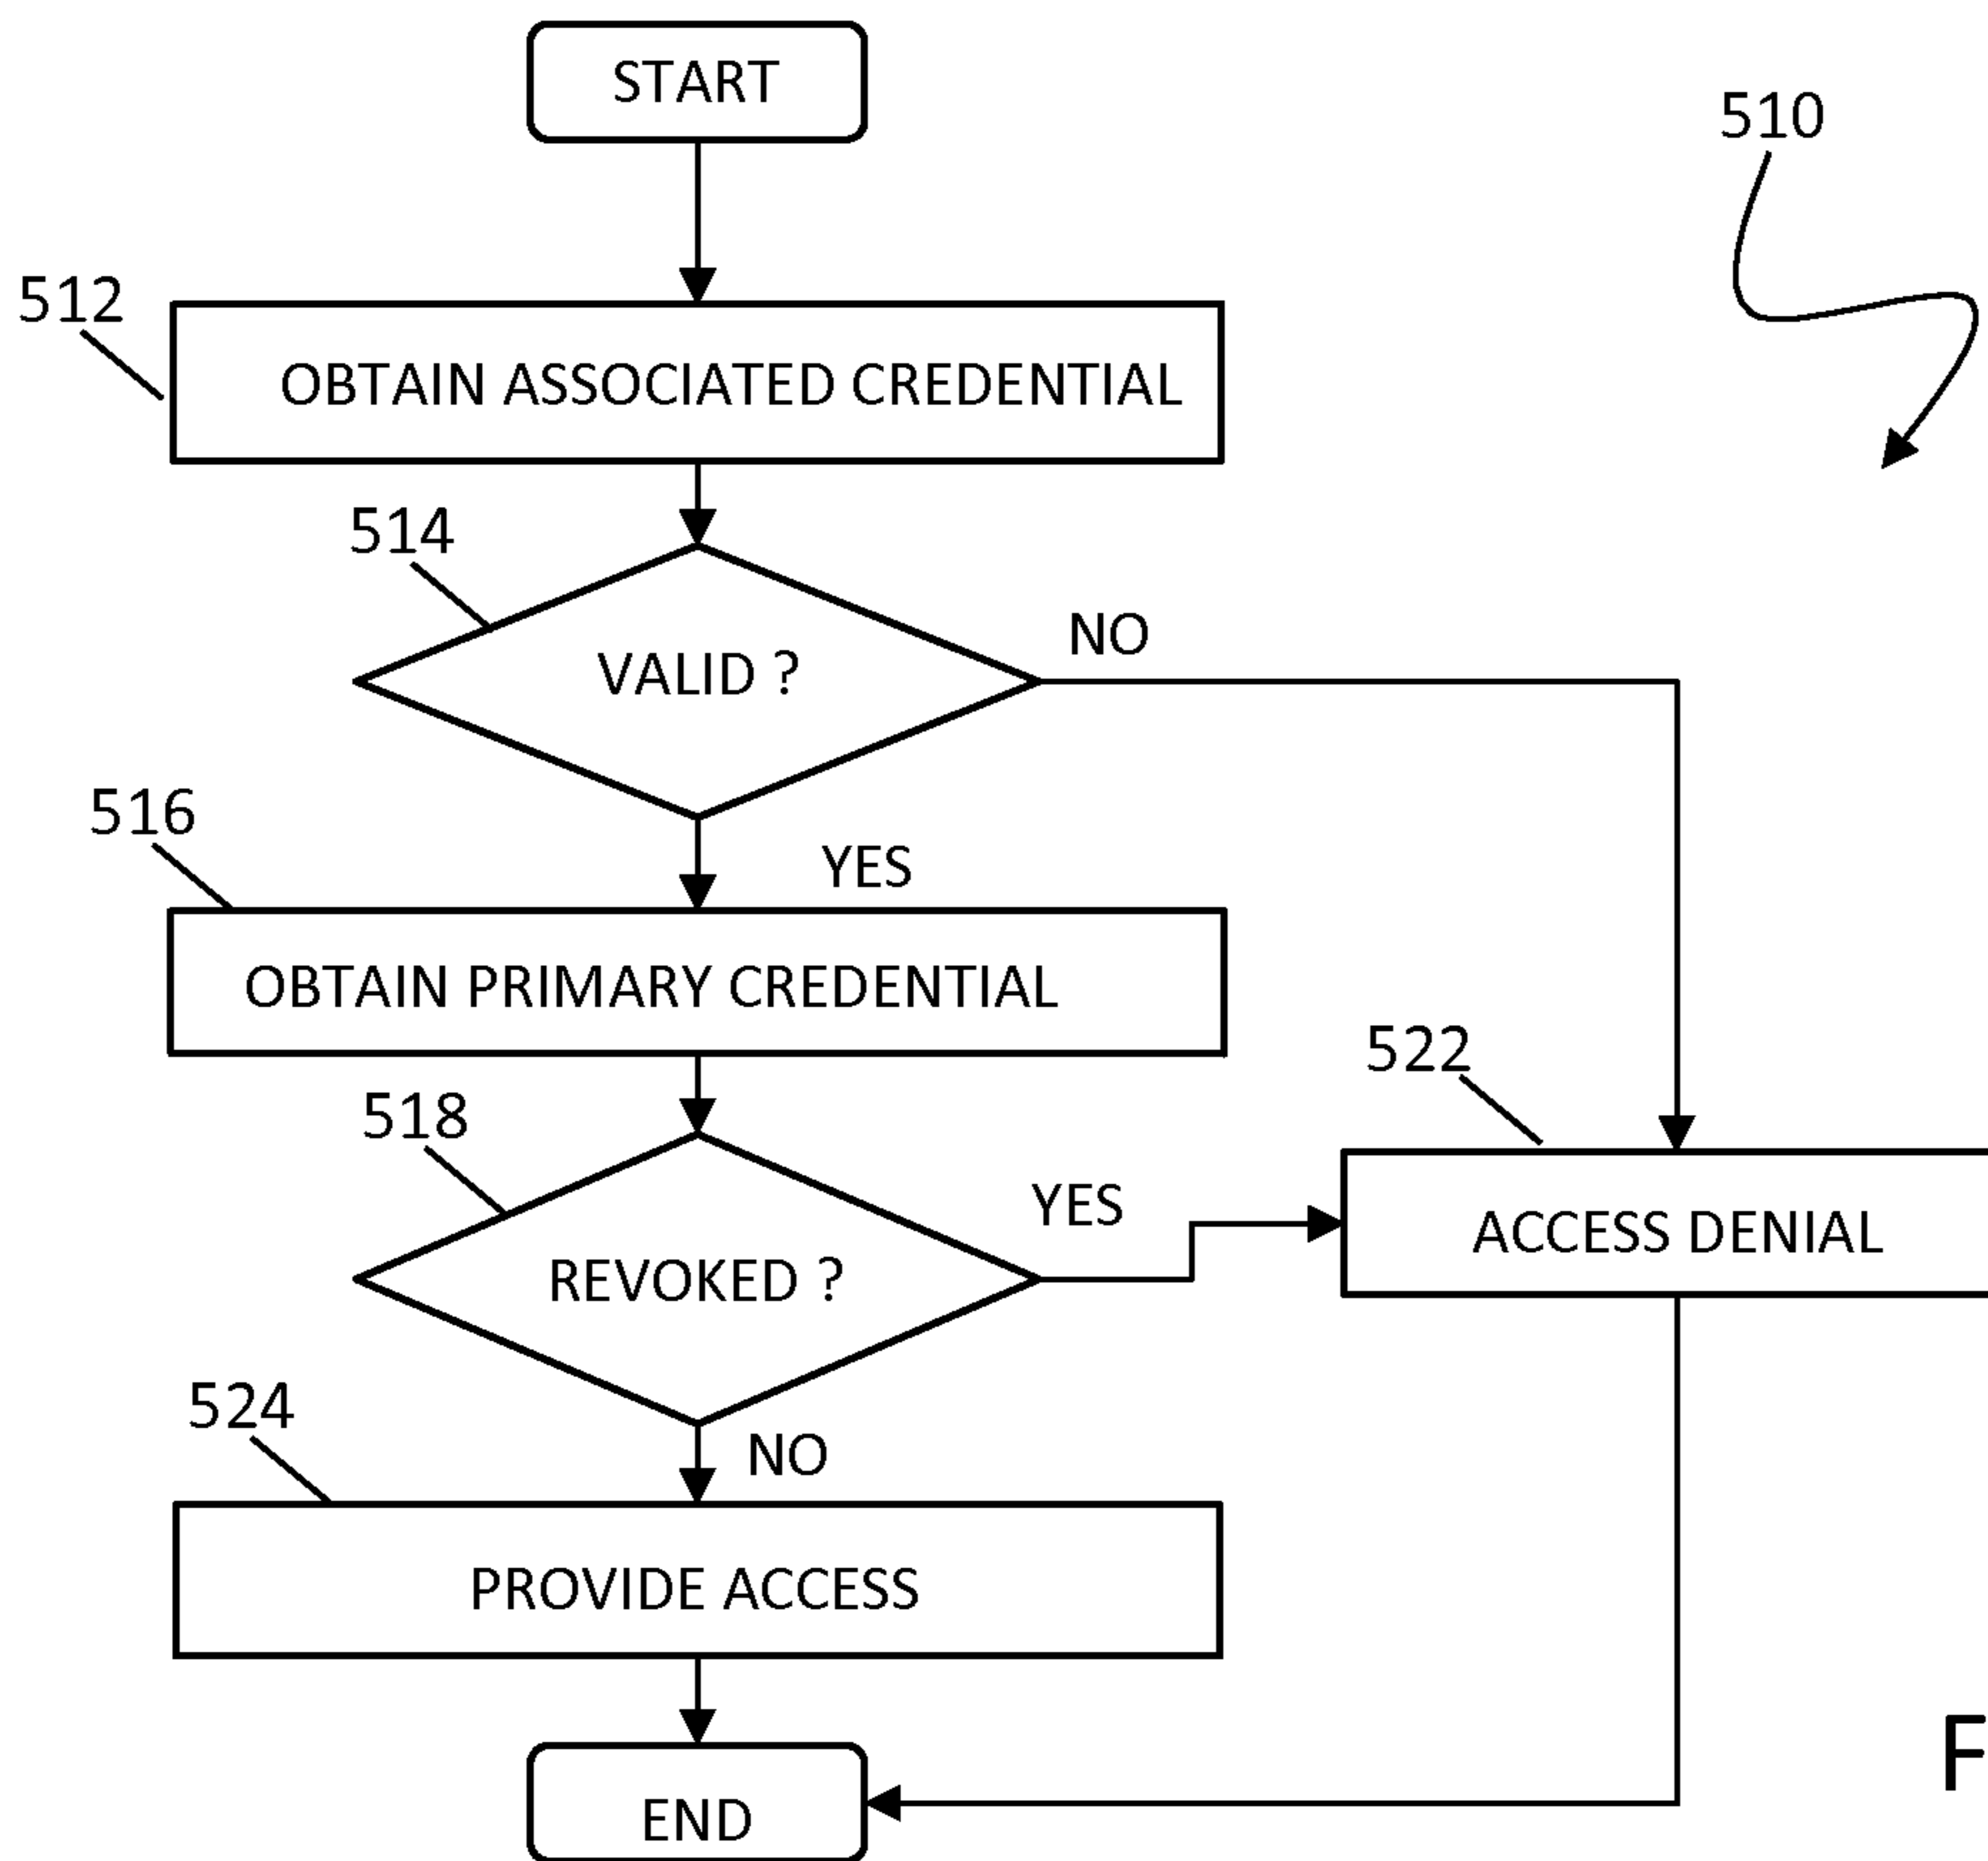 START
510
512
OBTAIN ASSOCIATED CREDENTIAL
514
VALID ?
NO
516
YES
OBTAIN PRIMARY CREDENTIAL
522
518
YES
ACCESS DENIAL
REVOKED ?
524
NO
PROVIDE ACCESS
F
END